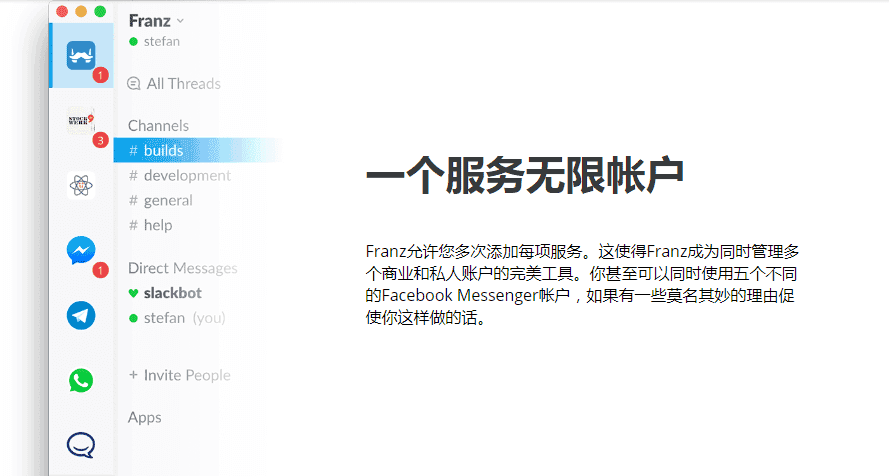 Franz
stefan
1
All Threads
STOCK
WERK
3
Channels
# builds
# development
# general
# help
1
Direct Messages
slackbot
stefan (you)
+ Invite People
Apps
一个服务无限帐户
Franz允许您多次添加每项服务。这使得Franz成为同时管理多
个商业和私人账户的完美工具。你甚至可以同时使用五个不同
的Facebook Messenger帐户，如果有一些莫名其妙的理由促
使你这样做的话。